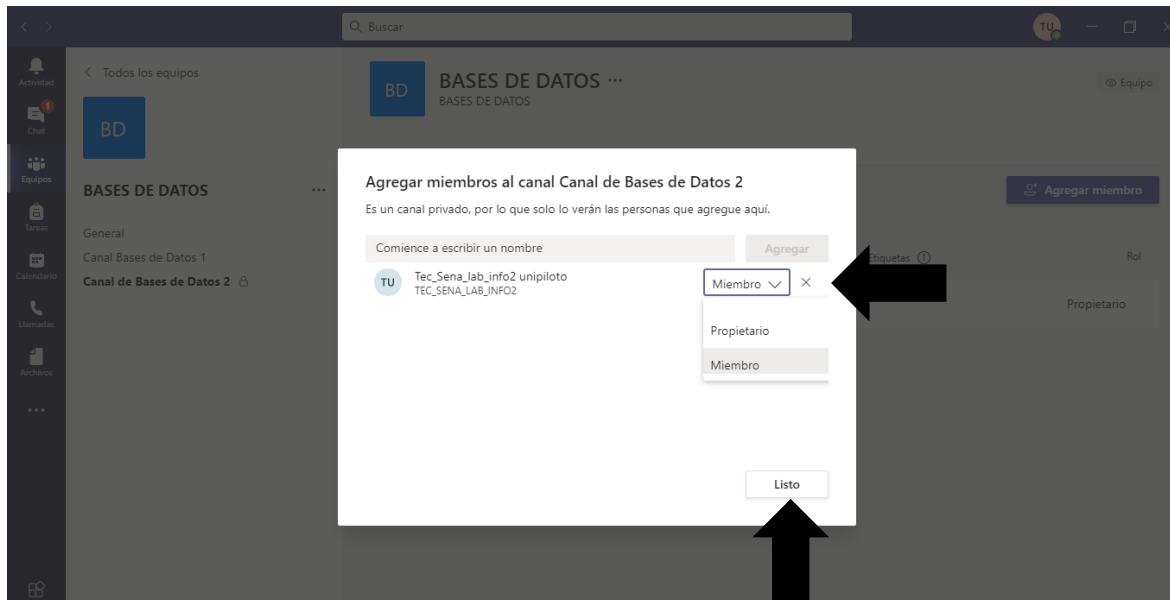 Buscar
TU
Actividad
1
Chat
Equipos
Tareas
Calendario
Llamadas
Archivos
Todos los equipos
BD
BASES DE DATOS ...
General
Canal Bases de Datos 1
Canal de Bases de Datos 2
BD
BASES DE DATOS ...
BASES DE DATOS
Equipo
Agregar miembro
Etiquetas
Rol
Propietario
Agregar miembros al canal Canal de Bases de Datos 2
Es un canal privado, por lo que solo lo verán las personas que agregue aquí.
Comience a escribir un nombre
Agregar
TU
Tec_Sena_lab_info2 unipiloto
TEC_SENA_LAB_INFO2
Miembro
Propietario
Miembro
Listo